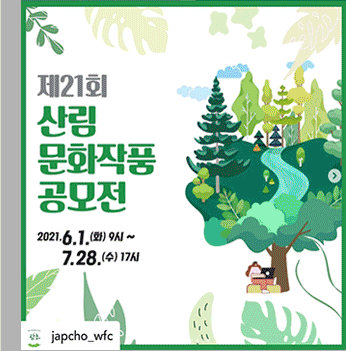 제21회
산림
문화작품
공모전
2021.6.1.(화) 9시 ~
7.28.(수) 17시
japcho_wfc